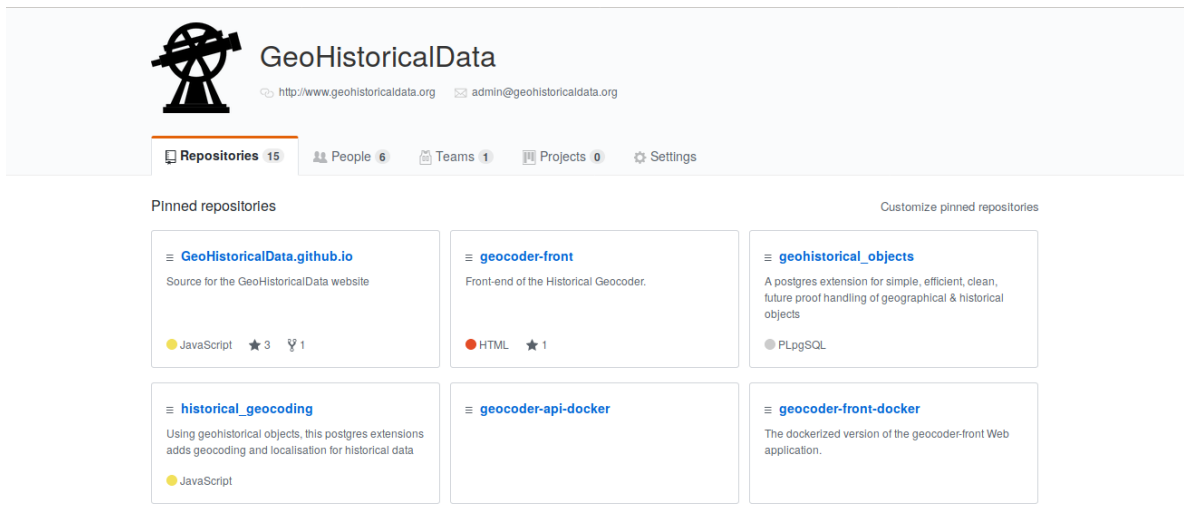 GeoHistoricalData
http://www.geohistoricaldata.org admin@geohistoricaldata.org
Repositories 15 People 6 Teams 1 Projects 0 Settings
Pinned repositories Customize pinned repositories
GeoHistoricalData.github.io
Source for the GeoHistoricalData website
JavaScript 3 1
geocoder-front
Front-end of the Historical Geocoder.
HTML 1
geohistorical_objects
A postgres extension for simple, efficient, clean,
future proof handling of geographical & historical
objects
PLpgSQL
historical_geocoding
Using geohistorical objects, this postgres extensions
adds geocoding and localisation for historical data
JavaScript
geocoder-api-docker
geocoder-front-docker
The dockerized version of the geocoder-front Web
application.